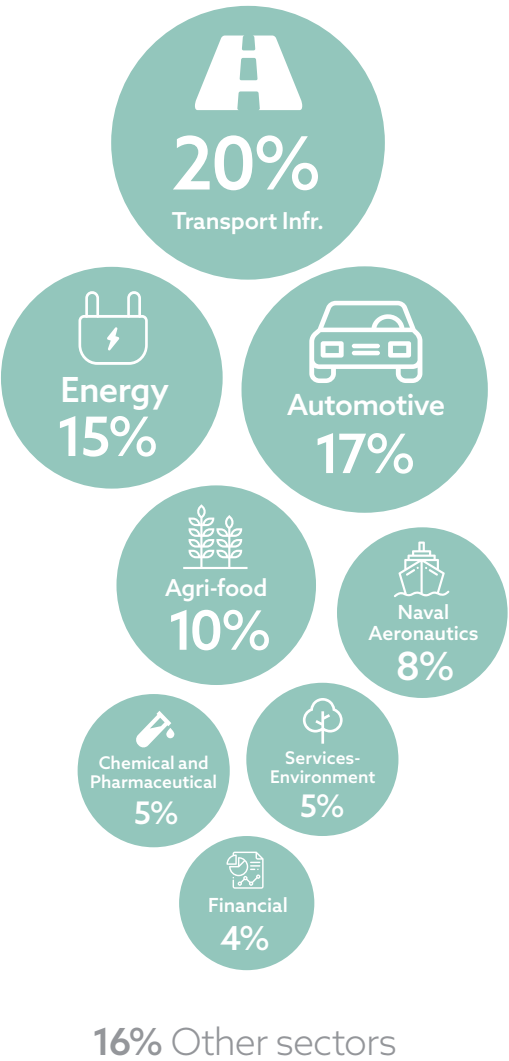 20%
Transport Infr.
Energy
15%
Automotive
17%
Agri-food
10%
Naval
Aeronautics
8%
Chemical and
Pharmaceutical
5%
Services-
Environment
5%
Financial
4%
16% Other sectors